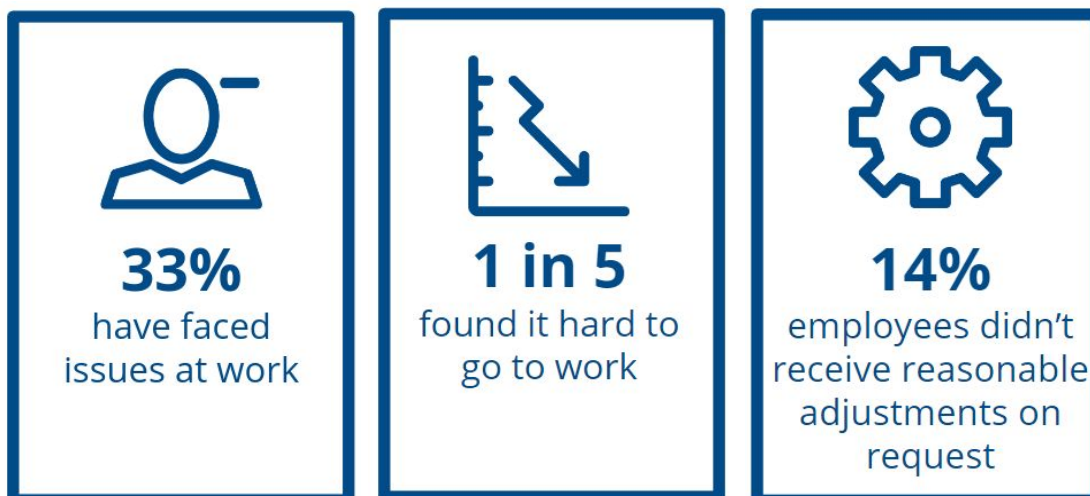 33%
have faced
issues at work
1 in 5
found it hard to
go to work
14%
employees didn’t
receive reasonable
adjustments on
request